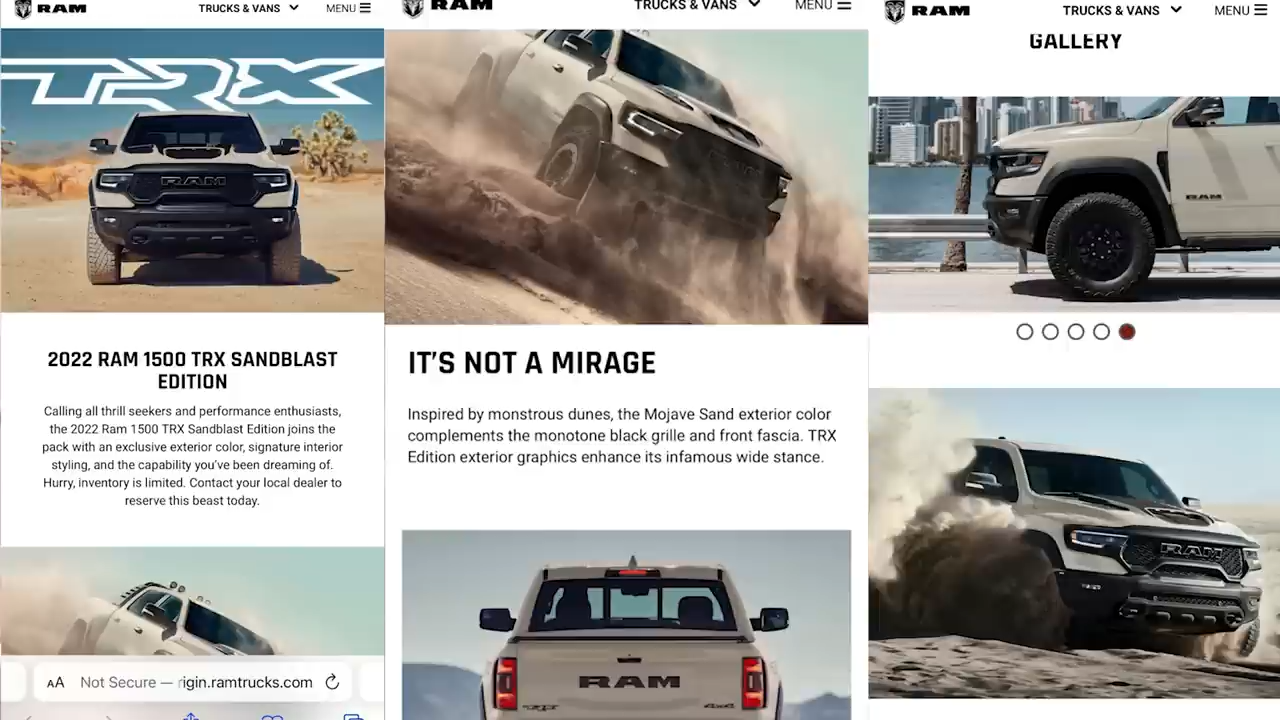 RAM
TRUCKS & VANS
MENU
TRX
RAM
2022 RAM 1500 TRX SANDBLAST
EDITION
Calling all thrill seekers and performance enthusiasts,
the 2022 Ram 1500 TRX Sandblast Edition joins the
pack with an exclusive exterior color, signature interior
styling, and the capability you've been dreaming of.
Hurry, inventory is limited. Contact your local dealer to
reserve this beast today.
AA Not Secure — rigin.ramtrucks.com
RAM
TRUCKS & VANS
MENU
IT'S NOT A MIRAGE
Inspired by monstrous dunes, the Mojave Sand exterior color
complements the monotone black grille and front fascia. TRX
Edition exterior graphics enhance its infamous wide stance.
RAM
TRX
4x4
RAM
TRUCKS & VANS
MENU
GALLERY
RAM
RAM